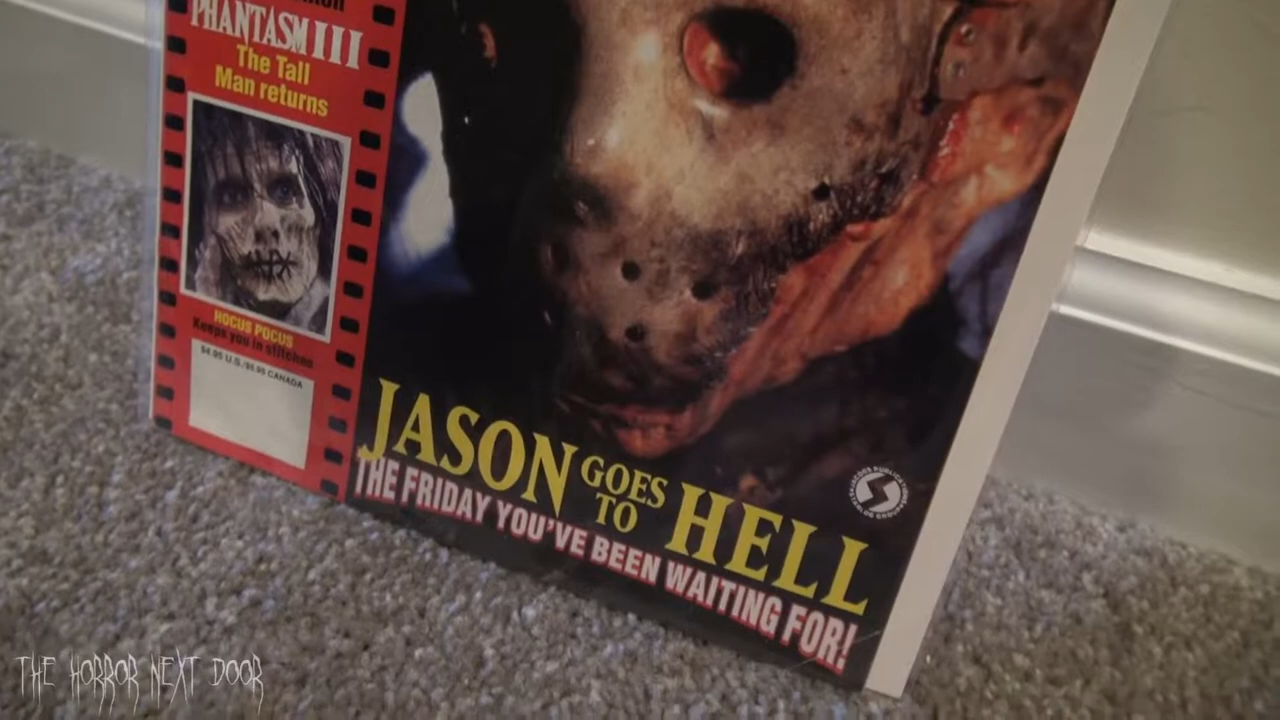 PHANTASM III
The Tall
Man returns
HOCUS POCUS
Keeps you in stitches
$4.95 U.S./$5.95 CANADA
JASON GOES TO HELL
THE FRIDAY YOU'VE BEEN WAITING FOR!
THE HORROR NEXT DOOR